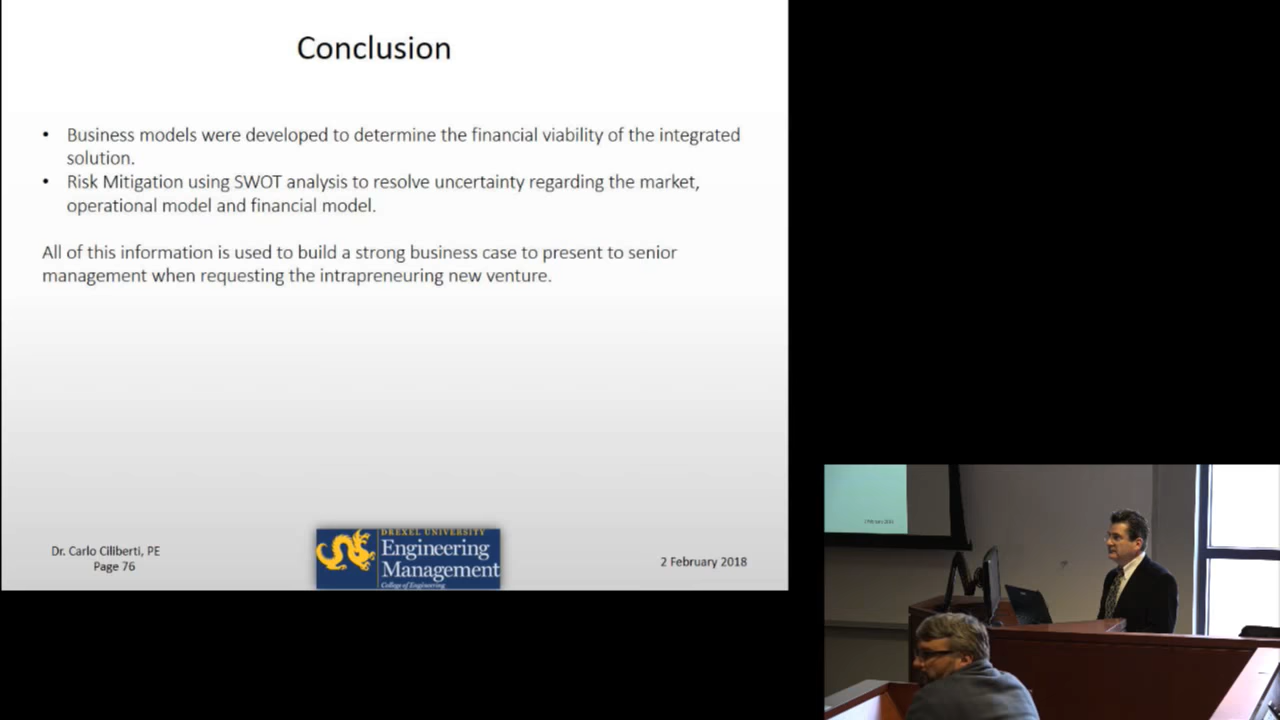 Conclusion
• Business models were developed to determine the financial viability of the integrated
solution.
• Risk Mitigation using SWOT analysis to resolve uncertainty regarding the market,
operational model and financial model.
All of this information is used to build a strong business case to present to senior
management when requesting the intrapreneuring new venture.
Dr. Carlo Ciliberti, PE
Page 76
DREXEL UNIVERSITY
Engineering
Management
College of Engineering
2 February 2018
2 February 2018